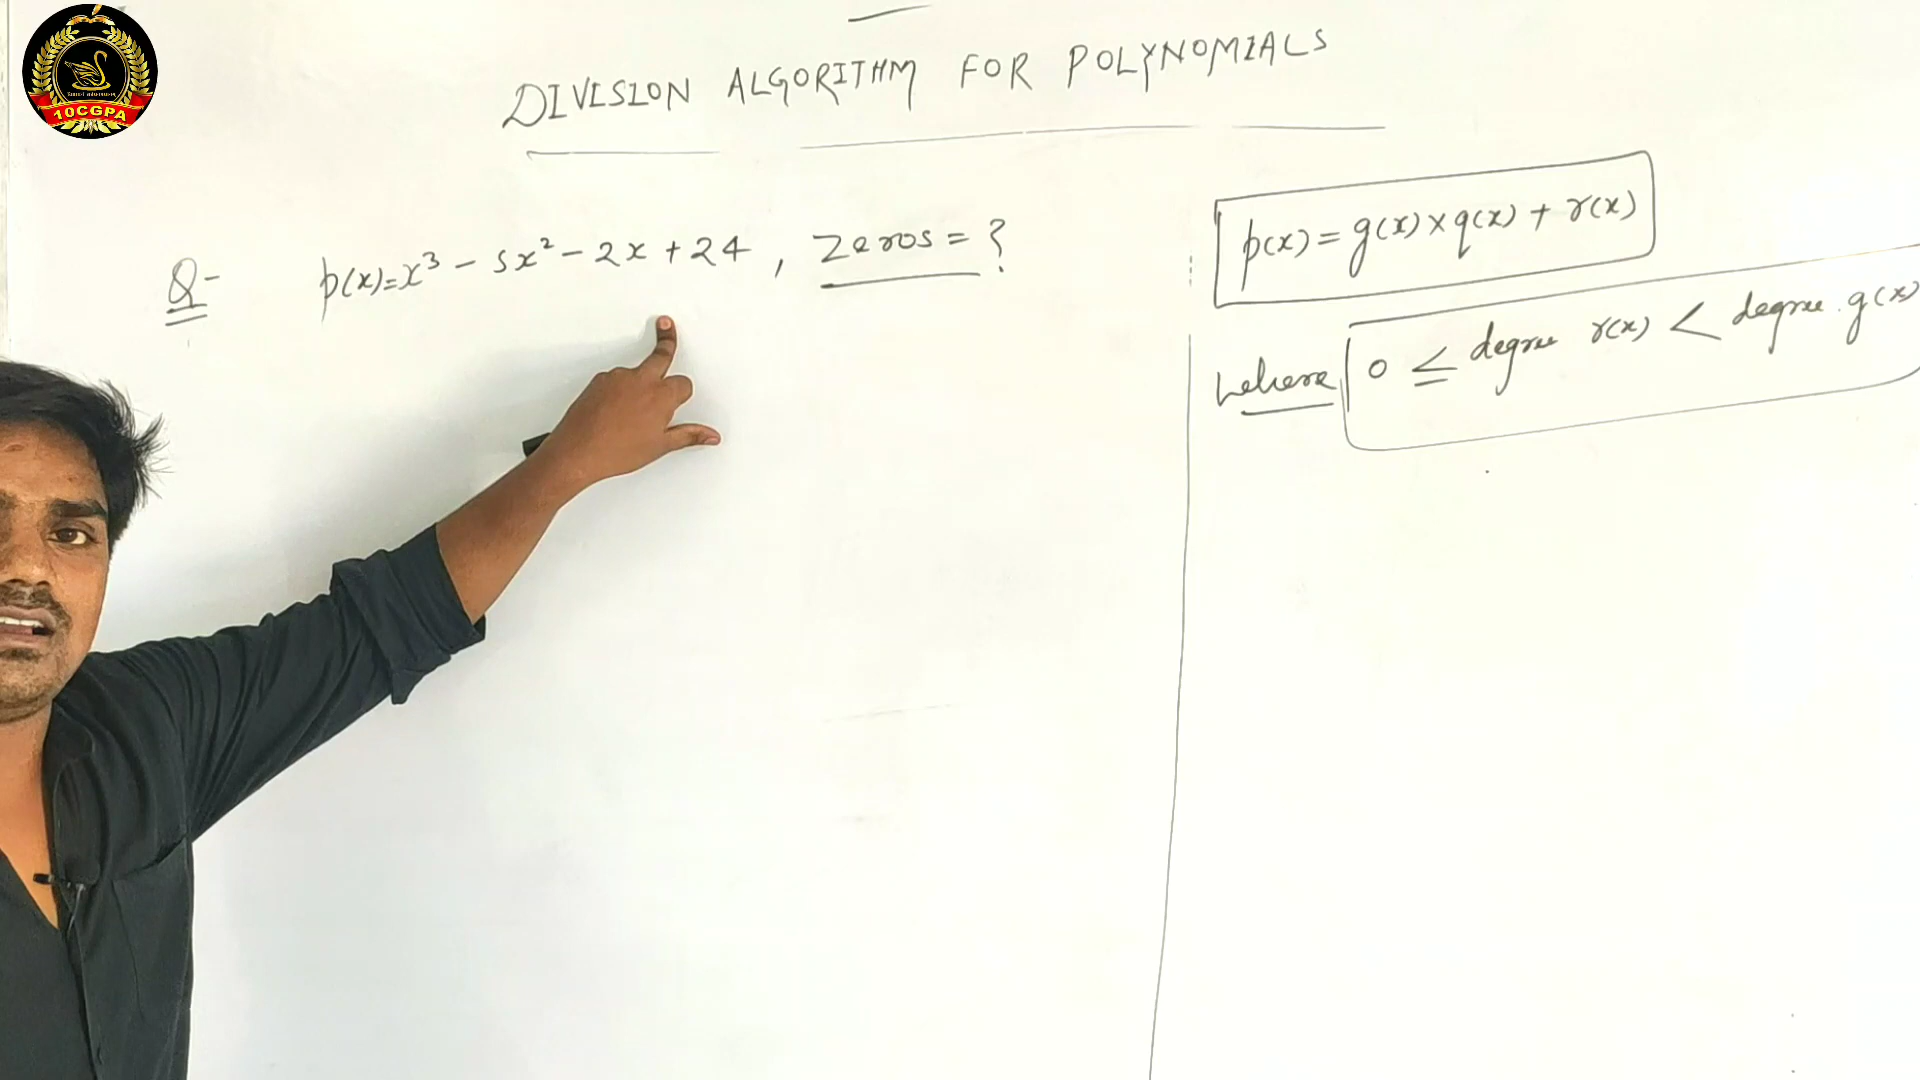 10CGPA
DIVISION ALGORITHM FOR POLYNOMIALS
Q- p(x)=x³ - 5x² - 2x + 24 , Zeros = ?
p(x) = g(x) x q(x) + r(x)
where 0 ≤ degree r(x) < degree g(x)